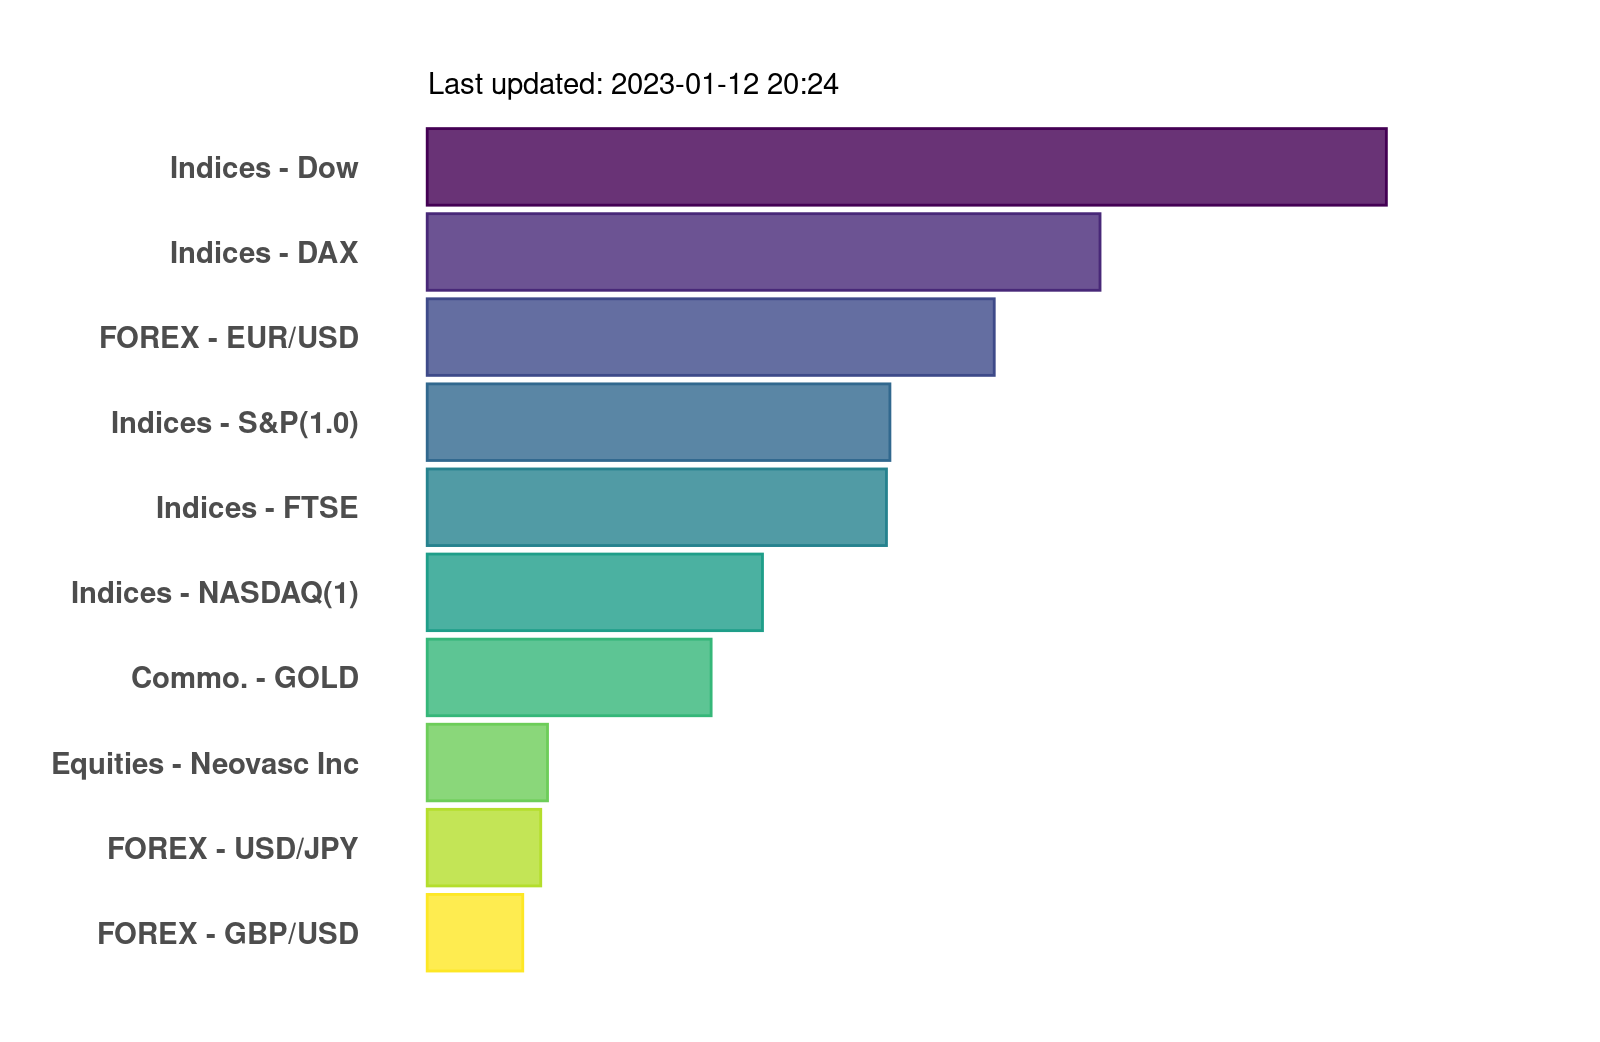 Last updated: 2023-01-12 20:24
Indices - Dow
Indices - DAX
FOREX - EUR/USD
Indices - S&P(1.0)
Indices - FTSE
Indices - NASDAQ(1)
Commo. - GOLD
Equities - Neovasc Inc
FOREX - USD/JPY
FOREX - GBP/USD